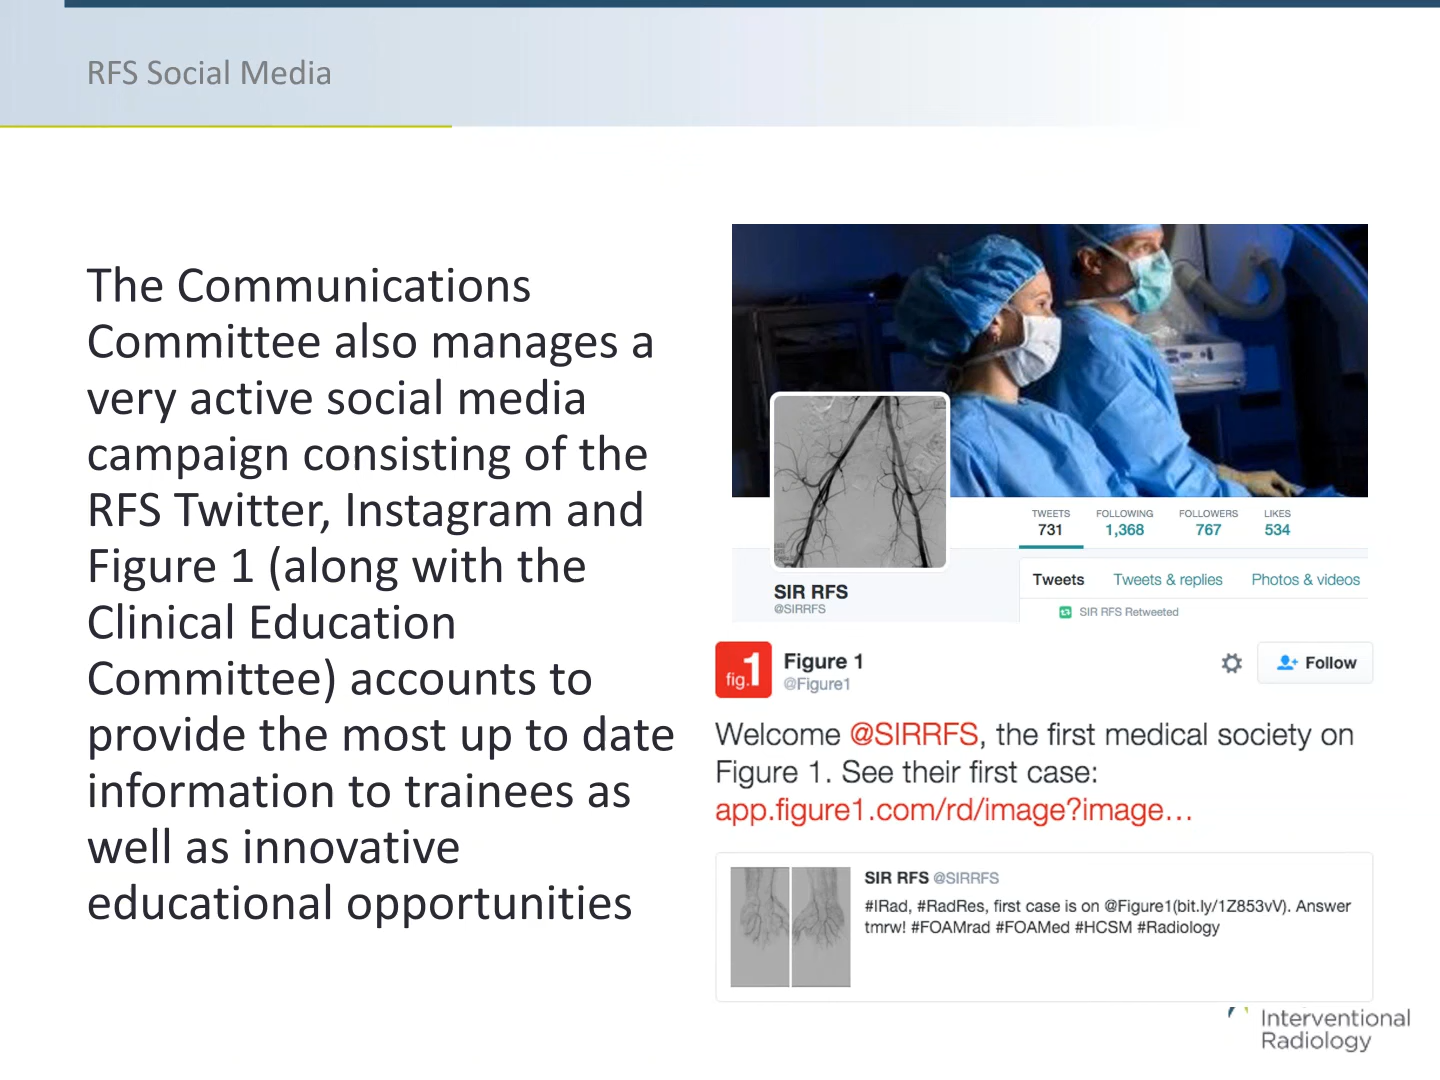 RFS Social Media
The Communications
Committee also manages a
very active social media
campaign consisting of the
RFS Twitter, Instagram and
Figure 1 (along with the
Clinical Education
Committee) accounts to
provide the most up to date
information to trainees as
well as innovative
educational opportunities
TWEETS FOLLOWING FOLLOWERS LIKES
731 1,368 767 534
Tweets Tweets & replies Photos & videos
SIR RFS
@SIRRFS
SIR RFS Retweeted
fig.1
Figure 1
@Figure1
Follow
Welcome @SIRRFS, the first medical society on
Figure 1. See their first case:
app.figure1.com/rd/image?image...
SIR RFS @SIRRFS
#IRad, #RadRes, first case is on @Figure1(bit.ly/1Z853vV). Answer
tmrw! #FOAMrad #FOAMed #HCSM #Radiology
Interventional
Radiology